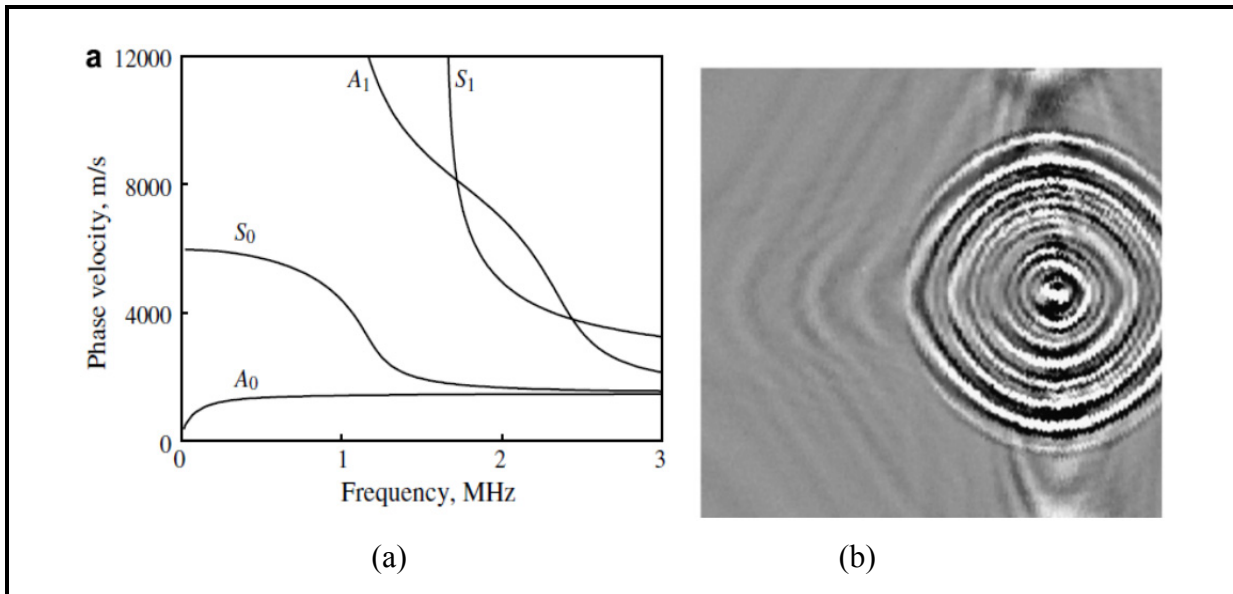 a
12000
A1
S1
8000
Phase velocity, m/s
S0
4000
A0
0
0
1
2
3
Frequency, MHz
(a)
(b)